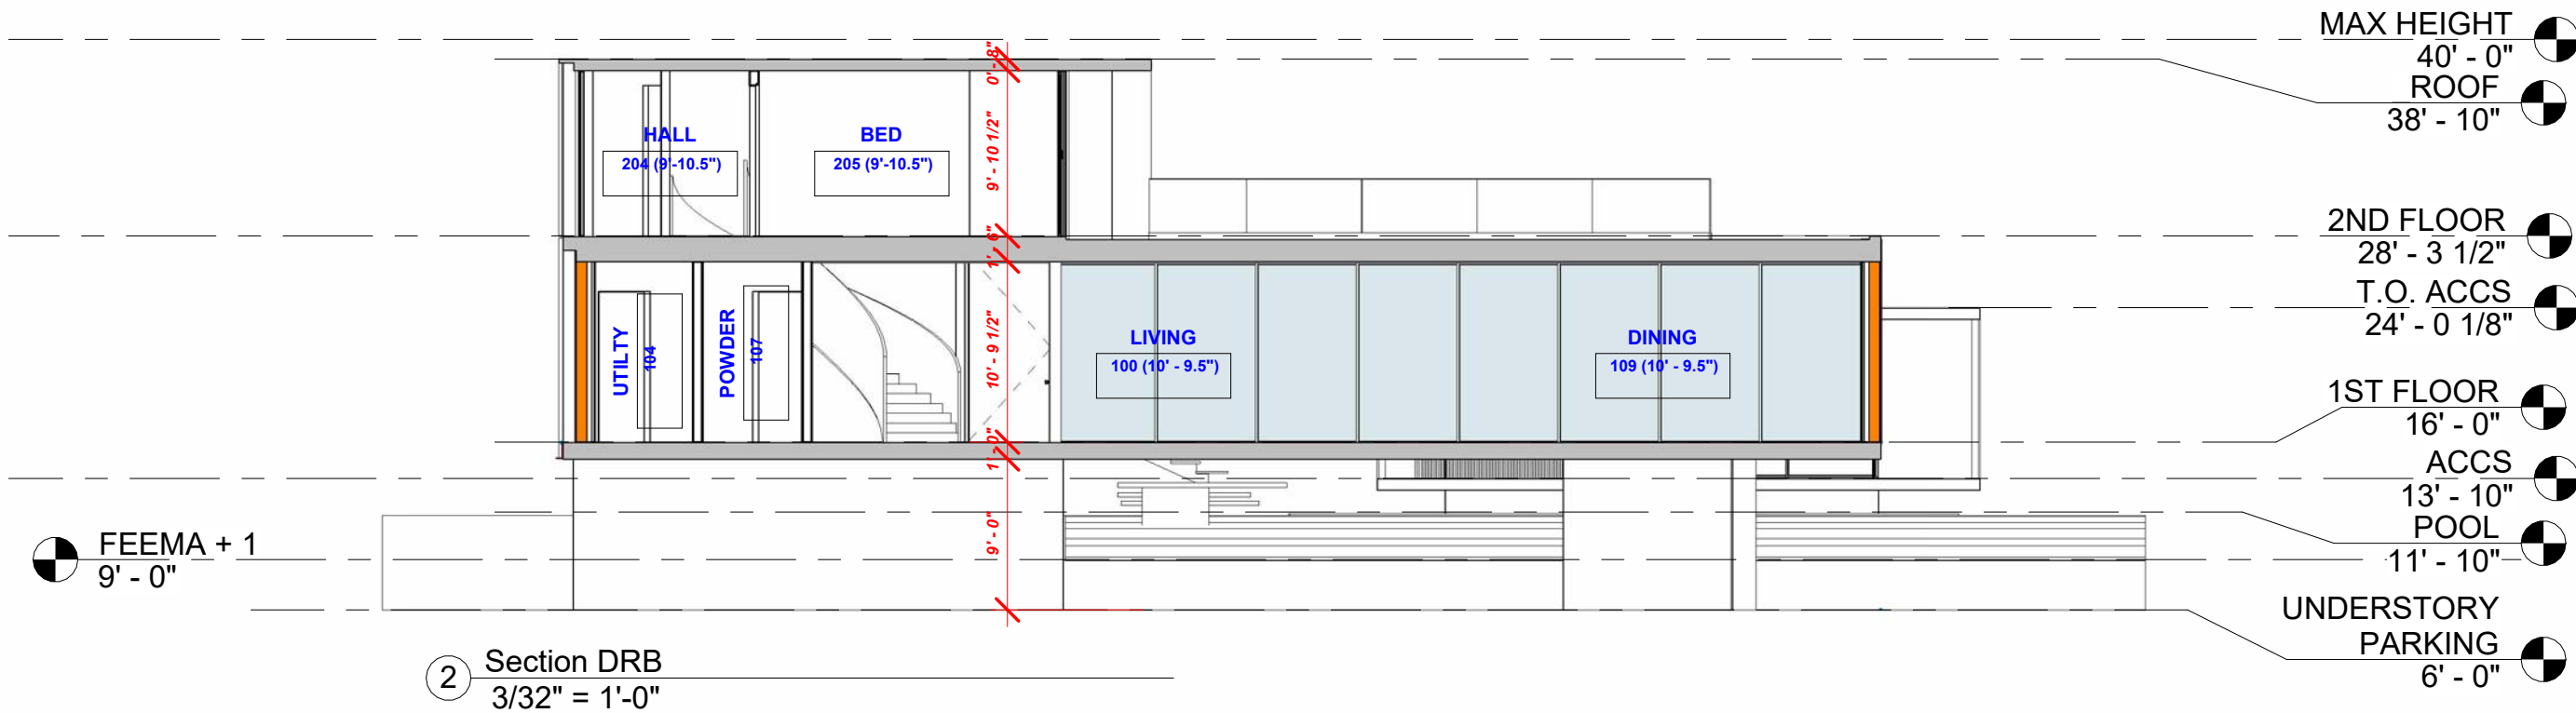 MAX HEIGHT
40' - 0"
ROOF
38' - 10"
0' - 8"
HALL
204 (9'-10.5")
BED
205 (9'-10.5")
9' - 10 1/2"
2ND FLOOR
28' - 3 1/2"
1' - 6"
T.O. ACCS
24' - 0 1/8"
UTILTY
104
POWDER
107
10' - 9 1/2"
LIVING
100 (10' - 9.5")
DINING
109 (10' - 9.5")
1ST FLOOR
16' - 0"
1' - 0"
ACCS
13' - 10"
POOL
11' - 10"
FEEMA + 1
9' - 0"
9' - 0"
UNDERSTORY
PARKING
6' - 0"
2
Section DRB
3/32" = 1'-0"